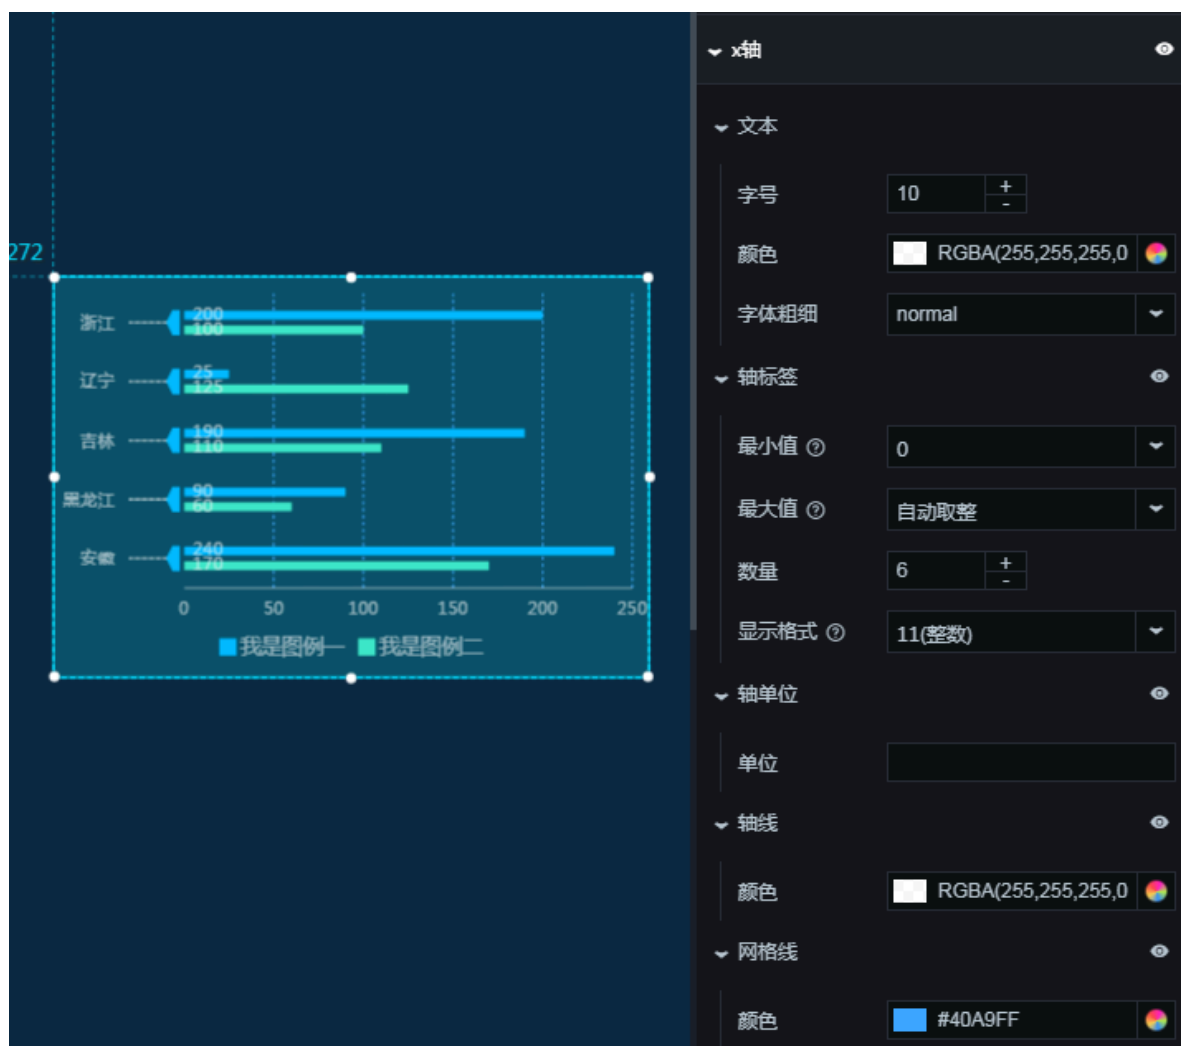 272
浙江
200
100
辽宁
25
125
吉林
190
110
黑龙江
90
60
安徽
240
170
0 50 100 150 200 250
我是图例一 我是图例二
x轴
文本
字号 10 + -
颜色 RGBA(255,255,255,0
字体粗细 normal
轴标签
最小值 ? 0
最大值 ? 自动取整
数量 6 + -
显示格式 ? 11(整数)
轴单位
单位
轴线
颜色 RGBA(255,255,255,0
网格线
颜色 #40A9FF